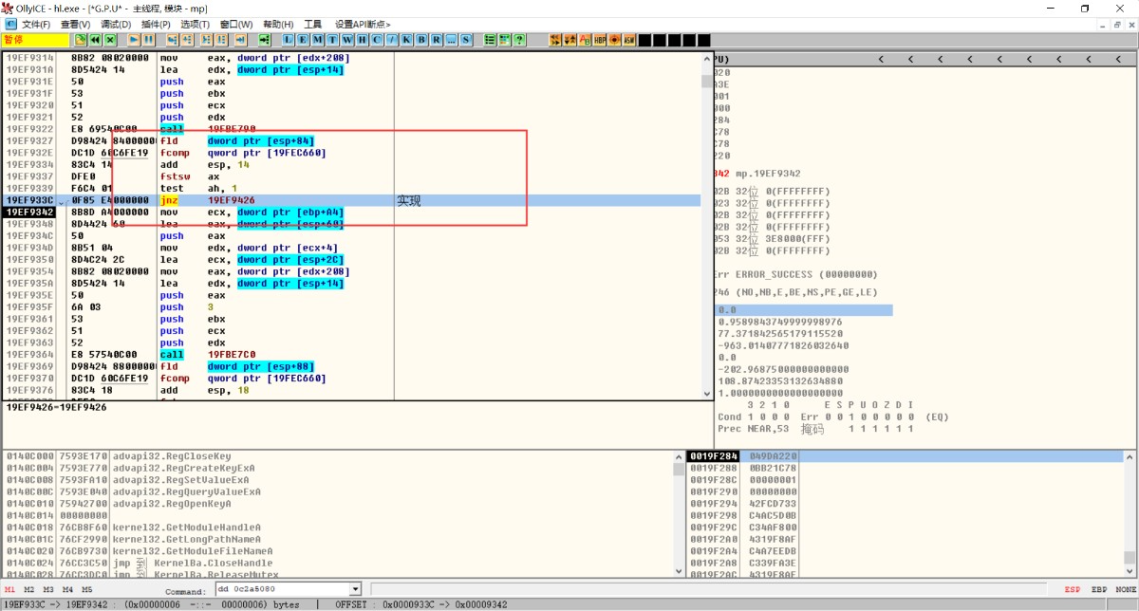 OllyICE - hl.exe - [*G.P.U* - 主线程, 模块 - mp]
文件(F) 查看(V) 调试(D) 插件(P) 选项(T) 窗口(W) 帮助(H) 工具 设置API断点»
暂停 L E M T W H C / K B R ... S
19EF9314 8B82 08020000 mov eax, dword ptr [edx+208]
19EF931A 8D5424 14 lea edx, dword ptr [esp+14]
19EF931E 50 push eax
19EF931F 53 push ebx
19EF9320 51 push ecx
19EF9321 52 push edx
19EF9322 E8 69540C00 call 19FBE790
19EF9327 D98424 8400000 fld dword ptr [esp+84]
19EF932E DC1D 60C6FE19 fcomp qword ptr [19FEC660]
19EF9334 83C4 14 add esp, 14
19EF9337 DFE0 fstsw ax
19EF9339 F6C4 01 test ah, 1
19EF933C 0F85 E4000000 jnz 19EF9426 实现
19EF9342 8B8D A4000000 mov ecx, dword ptr [ebp+A4]
19EF9348 8D4424 60 lea eax, dword ptr [esp+60]
19EF934C 50 push eax
19EF934D 8B51 04 mov edx, dword ptr [ecx+4]
19EF9350 8D4C24 2C lea ecx, dword ptr [esp+2C]
19EF9354 8B82 08020000 mov eax, dword ptr [edx+208]
19EF935A 8D5424 14 lea edx, dword ptr [esp+14]
19EF935E 50 push eax
19EF935F 6A 03 push 3
19EF9361 53 push ebx
19EF9362 51 push ecx
19EF9363 52 push edx
19EF9364 E8 57540C00 call 19FBE7C0
19EF9369 D98424 8800000 fld dword ptr [esp+88]
19EF9370 DC1D 60C6FE19 fcomp qword ptr [19FEC660]
19EF9376 83C4 18 add esp, 18
19EF9426=19EF9426
PU) < < < < < < < < <
020
43E
001
000
284
C78
C78
220
342 mp.19EF9342
02B 32位 0(FFFFFFFF)
023 32位 0(FFFFFFFF)
02B 32位 0(FFFFFFFF)
02B 32位 0(FFFFFFFF)
053 32位 3E8000(FFF)
02B 32位 0(FFFFFFFF)
Err ERROR_SUCCESS (00000000)
246 (NO,NB,E,BE,NS,PE,GE,LE)
0.0
0.9589843749999998976
77.371842565179115520
-963.01407771826032640
0.0
-202.96875000000000000
108.87423353132634880
1.0000000000000000000
3 2 1 0 E S P U O Z D I
Cond 1 0 0 0 Err 0 0 1 0 0 0 0 0 (EQ)
Prec NEAR,53 掩码 1 1 1 1 1 1
0140C000 7593E170 advapi32.RegCloseKey
0140C004 7593E770 advapi32.RegCreateKeyExA
0140C008 7593FA10 advapi32.RegSetValueExA
0140C00C 7593E040 advapi32.RegQueryValueExA
0140C010 75942700 advapi32.RegOpenKeyA
0140C014 00000000
0140C018 76CB8F60 kernel32.GetModuleHandleA
0140C01C 76CF2990 kernel32.GetLongPathNameA
0140C020 76CB9730 kernel32.GetModuleFileNameA
0140C024 76CC3C50 jmp 到 KernelBa.CloseHandle
0140C028 76CC3DC0 jmp 到 KernelBa.ReleaseMutex
0019F284 049DA220
0019F288 0BB21C78
0019F28C 00000001
0019F290 00000000
0019F294 42FCD733
0019F298 C4AC5D0B
0019F29C C34AF800
0019F2A0 4319F8AF
0019F2A4 C4A7EEDB
0019F2A8 C339FA3E
0019F2AC 4319F8AF
M1 M2 M3 M4 M5 Command: dd 0c2a5080 ESP EBP NONE
19EF933C -> 19EF9342 : (0x00000006 -::- 00000006) bytes | OFFSET : 0x0000933C -> 0x00009342